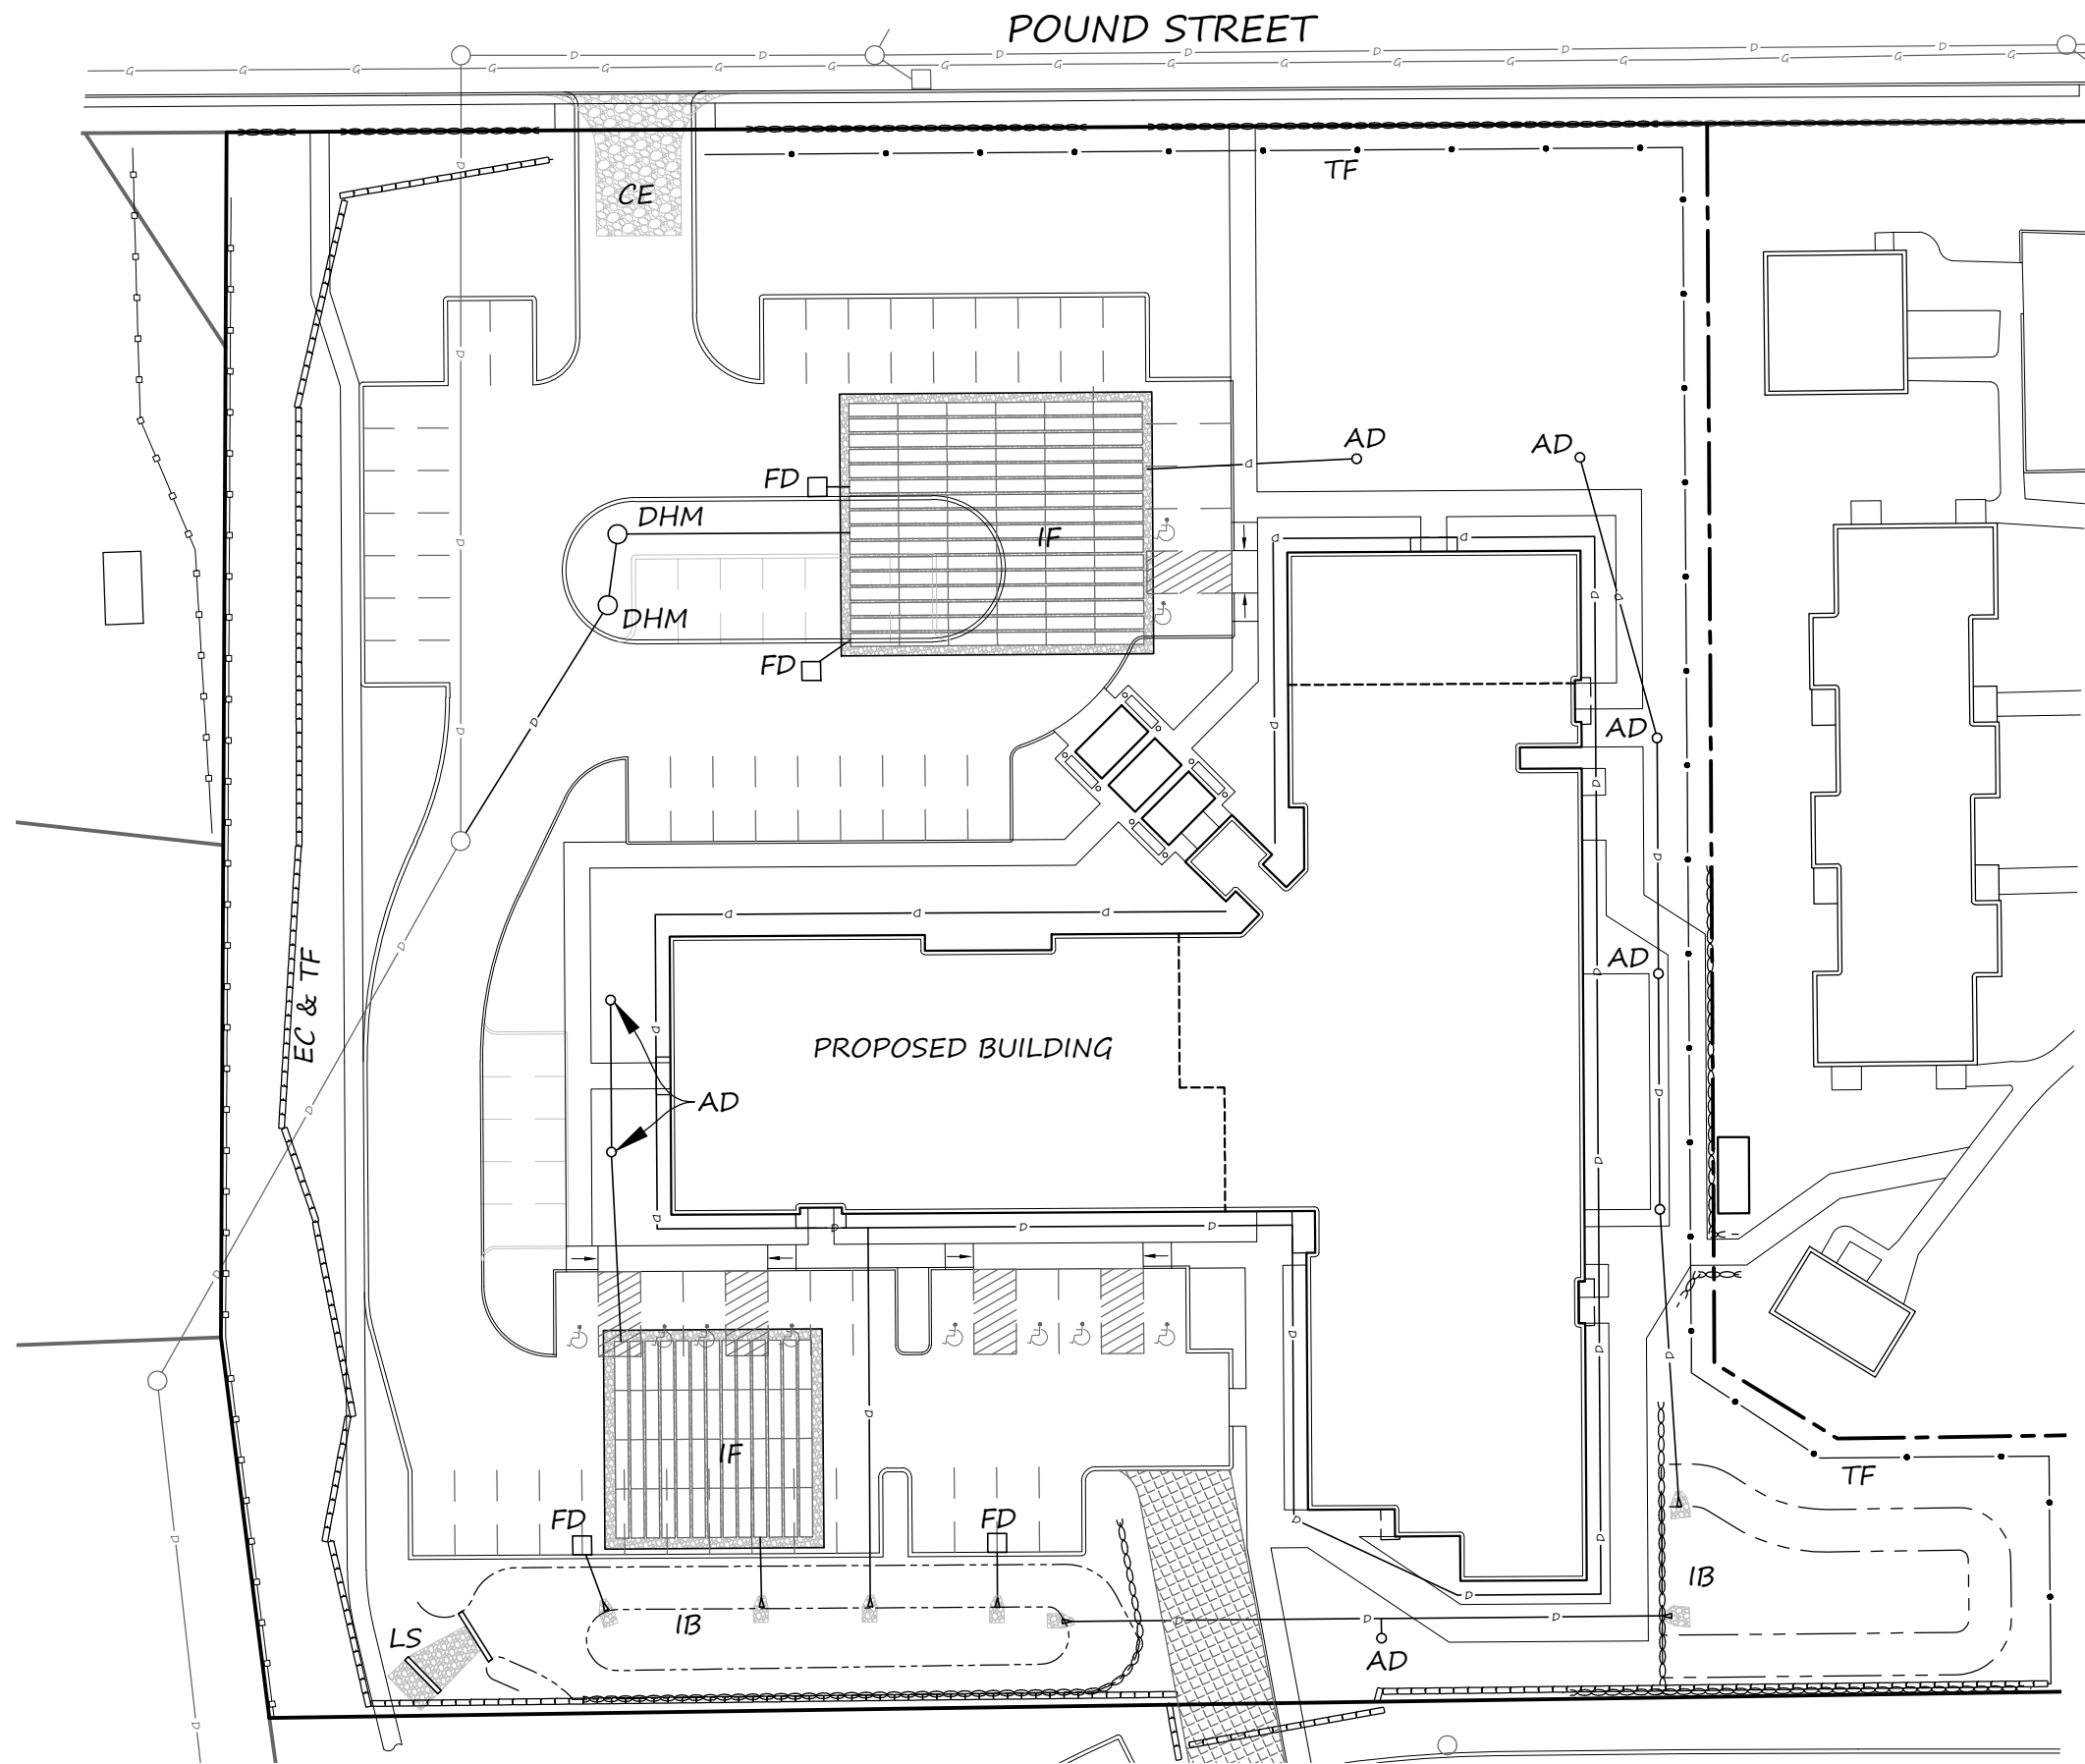 POUND STREET
D D D D D D D D
G G G G G G G G G G G G G G G G G
TF
CE
AD
AD
FD
DHM
IF
DHM
FD
AD
AD
EC & TF
PROPOSED BUILDING
AD
IF
TF
FD
FD
IB
IB
LS
AD